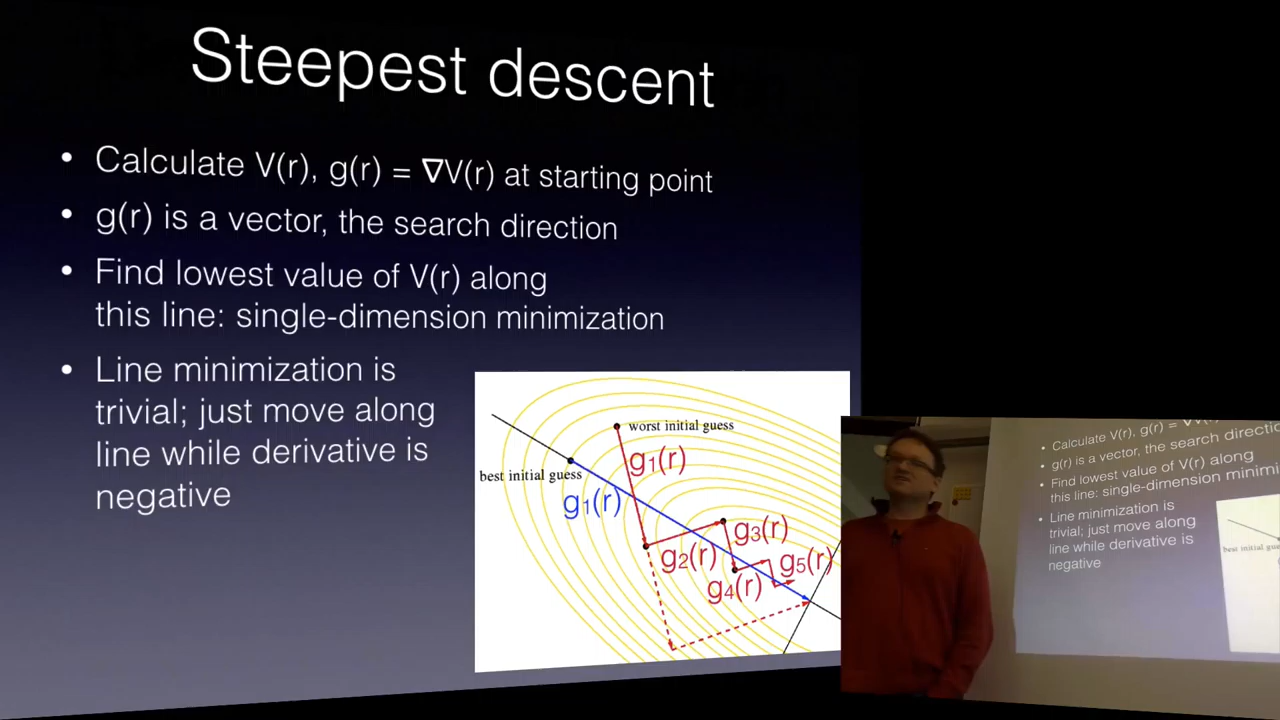 Steepest descent
• Calculate V(r), g(r) = ∇V(r) at starting point
• g(r) is a vector, the search direction
• Find lowest value of V(r) along
this line: single-dimension minimization
• Line minimization is
trivial; just move along
line while derivative is
negative
worst initial guess
best initial guess
g1(r)
g1(r)
g2(r)
g3(r)
g4(r)
g5(r)
• Calculate V(r), g(r) =
• g(r) is a vector, the search
• Find lowest value of V(r) along
this line: single-dimension
• Line minimization is
trivial; just move along
line while derivative is
negative
best initial